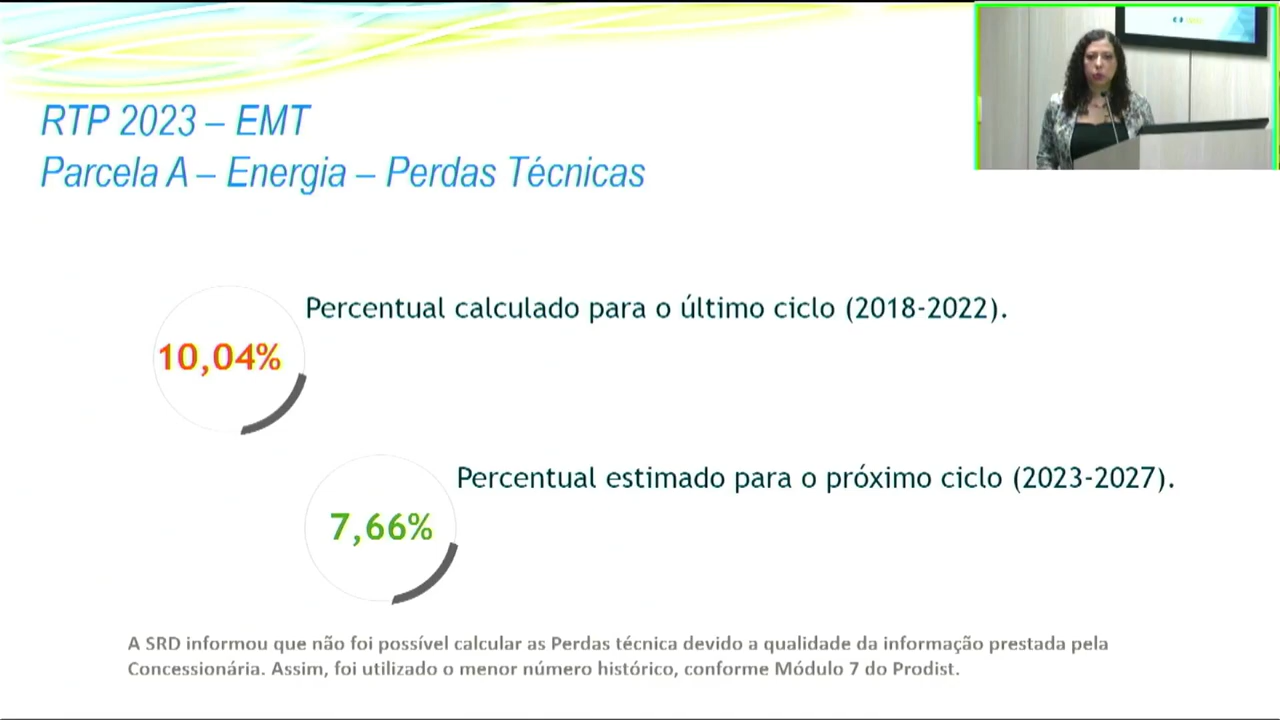 RTP 2023 – EMT
Parcela A – Energia – Perdas Técnicas
Percentual calculado para o último ciclo (2018-2022).
10,04%
Percentual estimado para o próximo ciclo (2023-2027).
7,66%
A SRD informou que não foi possível calcular as Perdas técnica devido a qualidade da informação prestada pela
Concessionária. Assim, foi utilizado o menor número histórico, conforme Módulo 7 do Prodist.